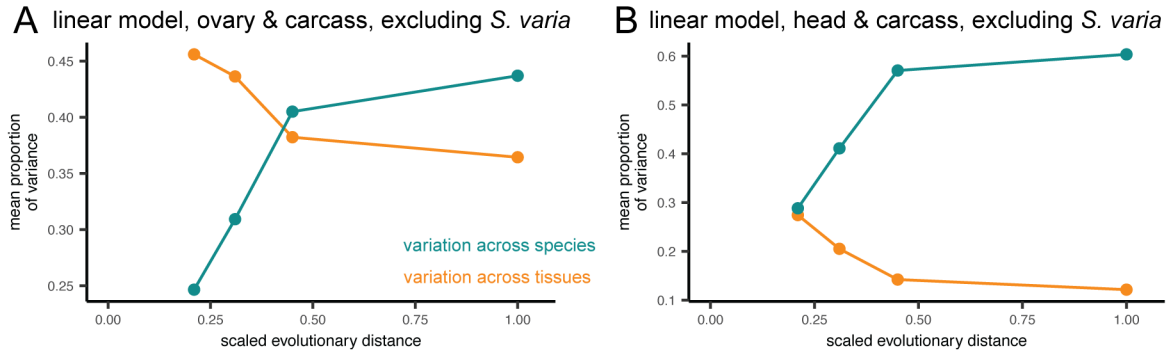 A linear model, ovary & carcass, excluding S. varia
mean proportion
of variance
0.45
0.40
0.35
0.30
0.25
variation across species
variation across tissues
0.00 0.25 0.50 0.75 1.00
scaled evolutionary distance
B linear model, head & carcass, excluding S. varia
mean proportion
of variance
0.6
0.5
0.4
0.3
0.2
0.1
0.00 0.25 0.50 0.75 1.00
scaled evolutionary distance